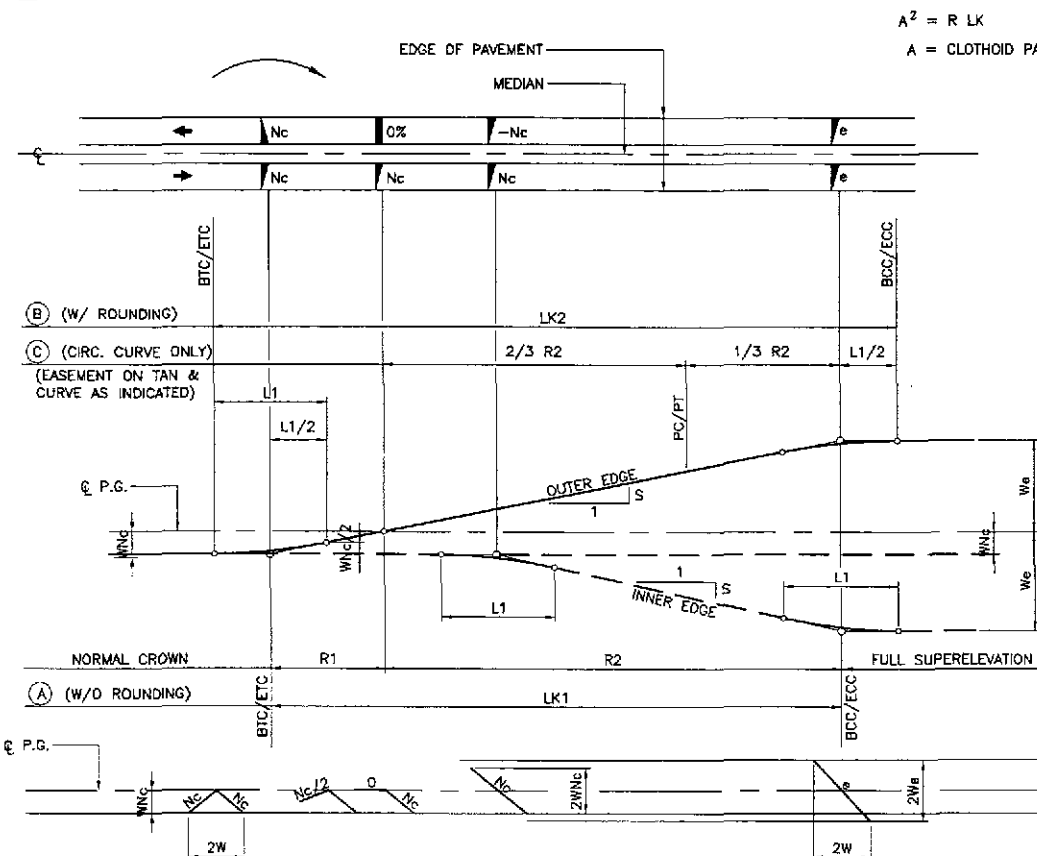 A² = R LK
A = CLOTHOID PA
EDGE OF PAVEMENT
MEDIAN
Nc
0%
-Nc
e
℄
Nc
Nc
Nc
e
BTC/ETC
BCC/ECC
B (W/ ROUNDING)
LK2
C (CIRC. CURVE ONLY)
2/3 R2
1/3 R2
L1/2
(EASEMENT ON TAN &
CURVE AS INDICATED)
L1
L1/2
PC/PT
OUTER EDGE
S
1
℄ P.G.
WNc
WNc/2
WNc
We
We
1
S
INNER EDGE
L1
L1
NORMAL CROWN
R1
R2
FULL SUPERELEVATION
A (W/O ROUNDING)
BTC/ETC
LK1
BCC/ECC
℄ P.G.
WNc
Nc
Nc
Nc/2
0
Nc
Nc
2WNc
e
2We
2W
2W